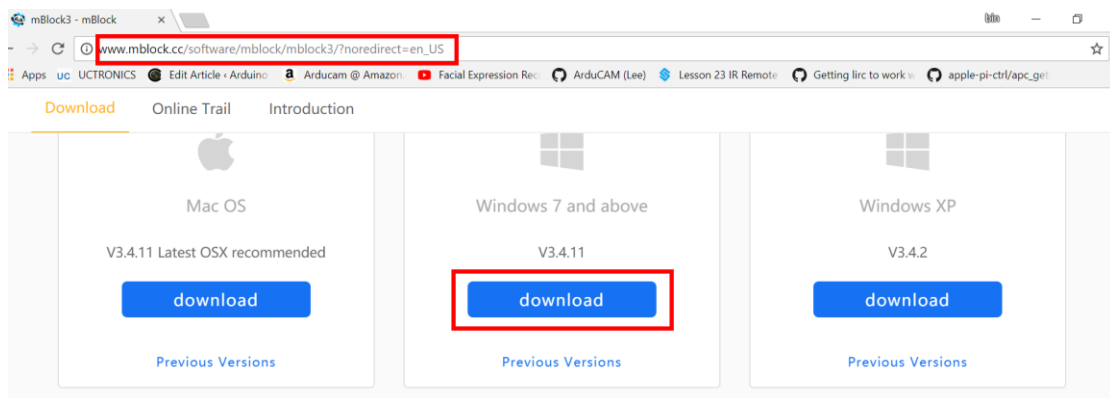 mBlock3 - mBlock
www.mblock.cc/software/mblock/mblock3/?noredirect=en_US
Apps UC UCTRONICS Edit Article ‹ Arduino Arducam @ Amazon. Facial Expression Rec ArduCAM (Lee) Lesson 23 IR Remote Getting lirc to work w apple-pi-ctrl/apc_get
Download Online Trail Introduction
Mac OS Windows 7 and above Windows XP
V3.4.11 Latest OSX recommended V3.4.11 V3.4.2
download download download
Previous Versions Previous Versions Previous Versions